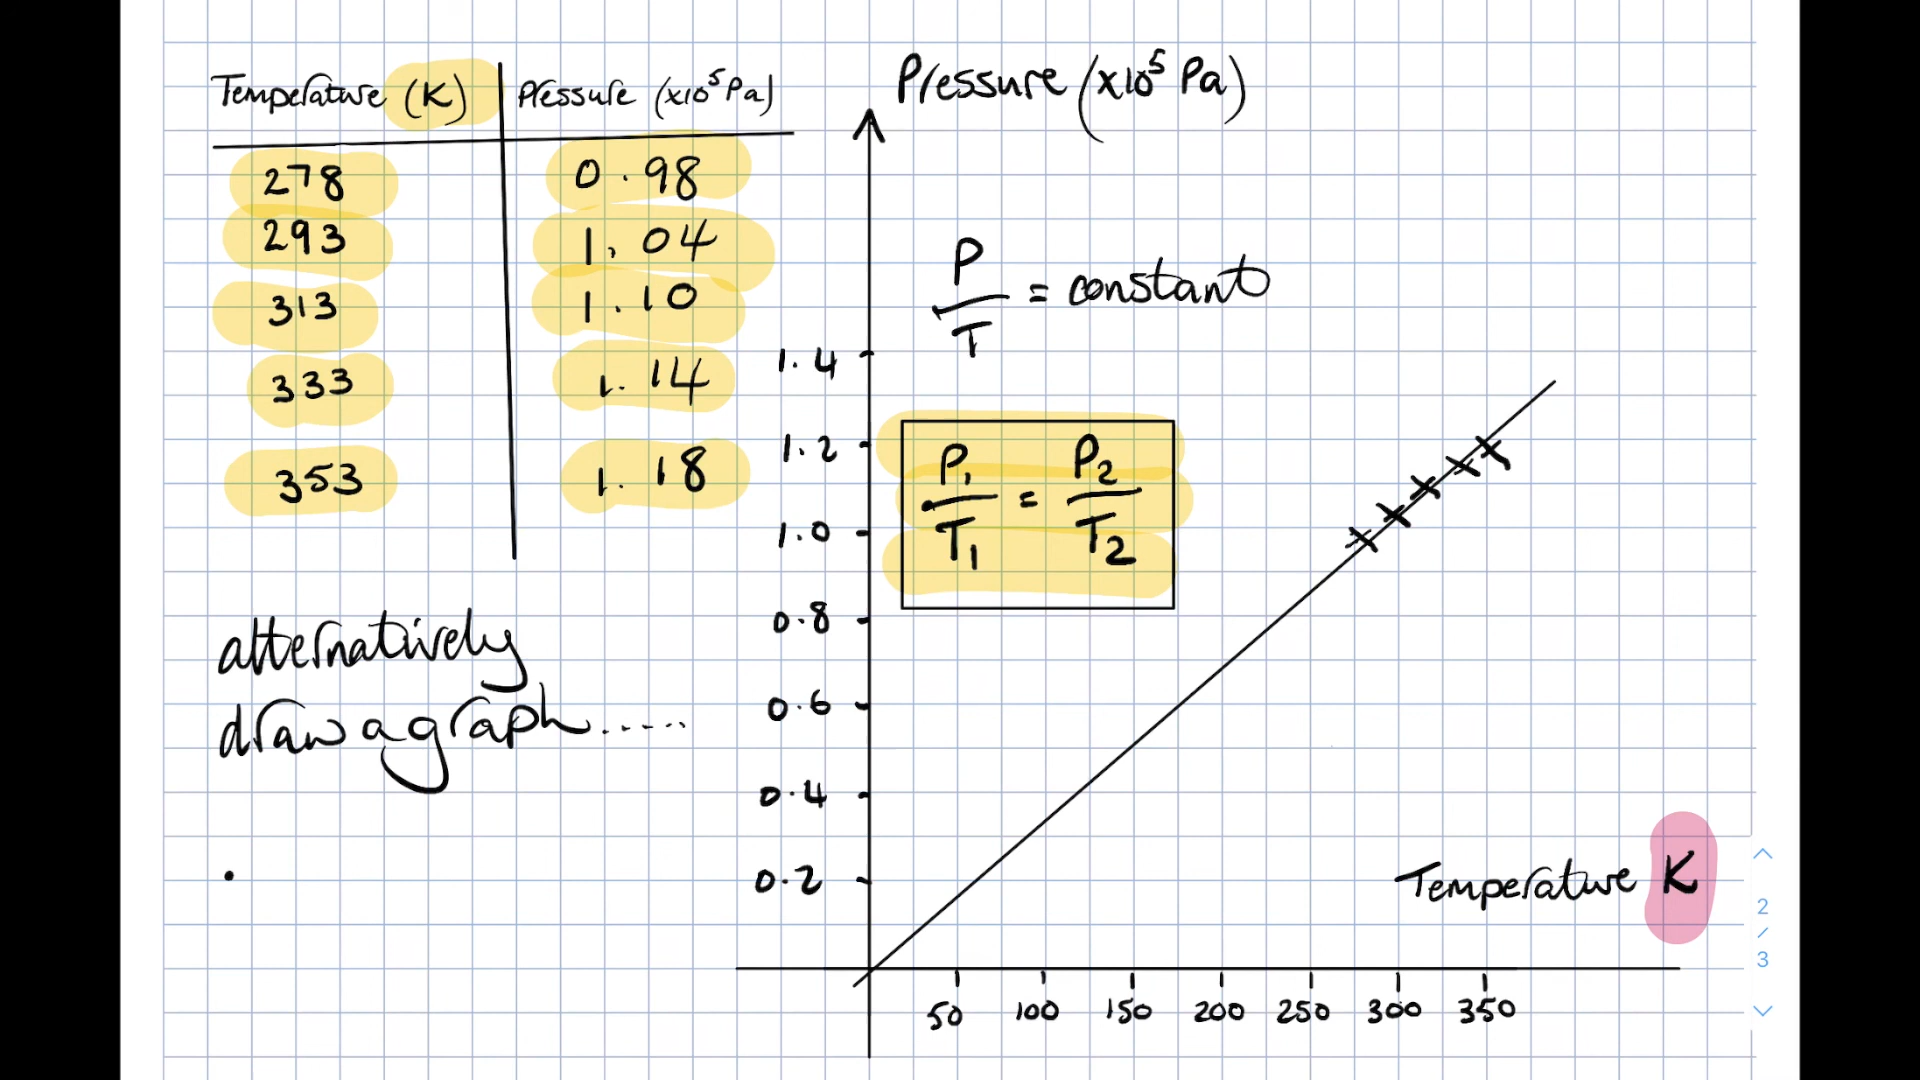 Temperature (K) Pressure (x10⁵Pa)
278 0.98
293 1.04
313 1.10
333 1.14
353 1.18
alternatively
draw a graph.....
Pressure (x10⁵ Pa)
P/T = constant
P₁/T₁ = P₂/T₂
1.4
1.2
1.0
0.8
0.6
0.4
0.2
50 100 150 200 250 300 350
Temperature K
2
/
3